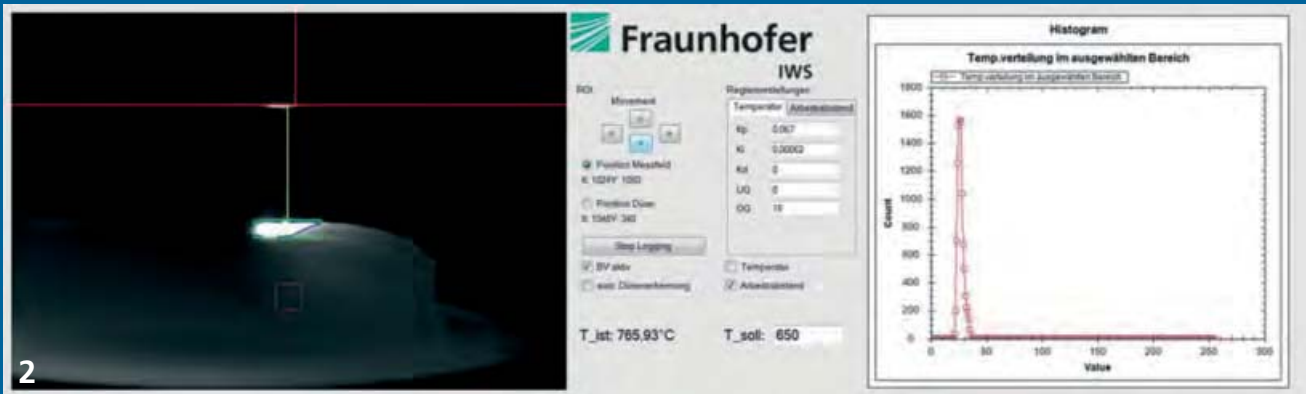 2
Fraunhofer
IWS
ROI
Movement
Position Messfeld
Position Düse
Stop Logging
BV aktiv
T_ist: 765,93°C
Reglereinstellungen
Temperatur Arbeitsabstand
Kp 0.067
Ki 0.00002
Kd 0
UG 0
OG 10
Temperatur
Arbeitsabstand
T_soll: 650
Histogram
Temp.verteilung im ausgewählten Bereich
Temp.verteilung im ausgewählten Bereich
Count
1800
1600
1400
1200
1000
800
600
400
200
0
0 50 100 150 200 250 300
Value